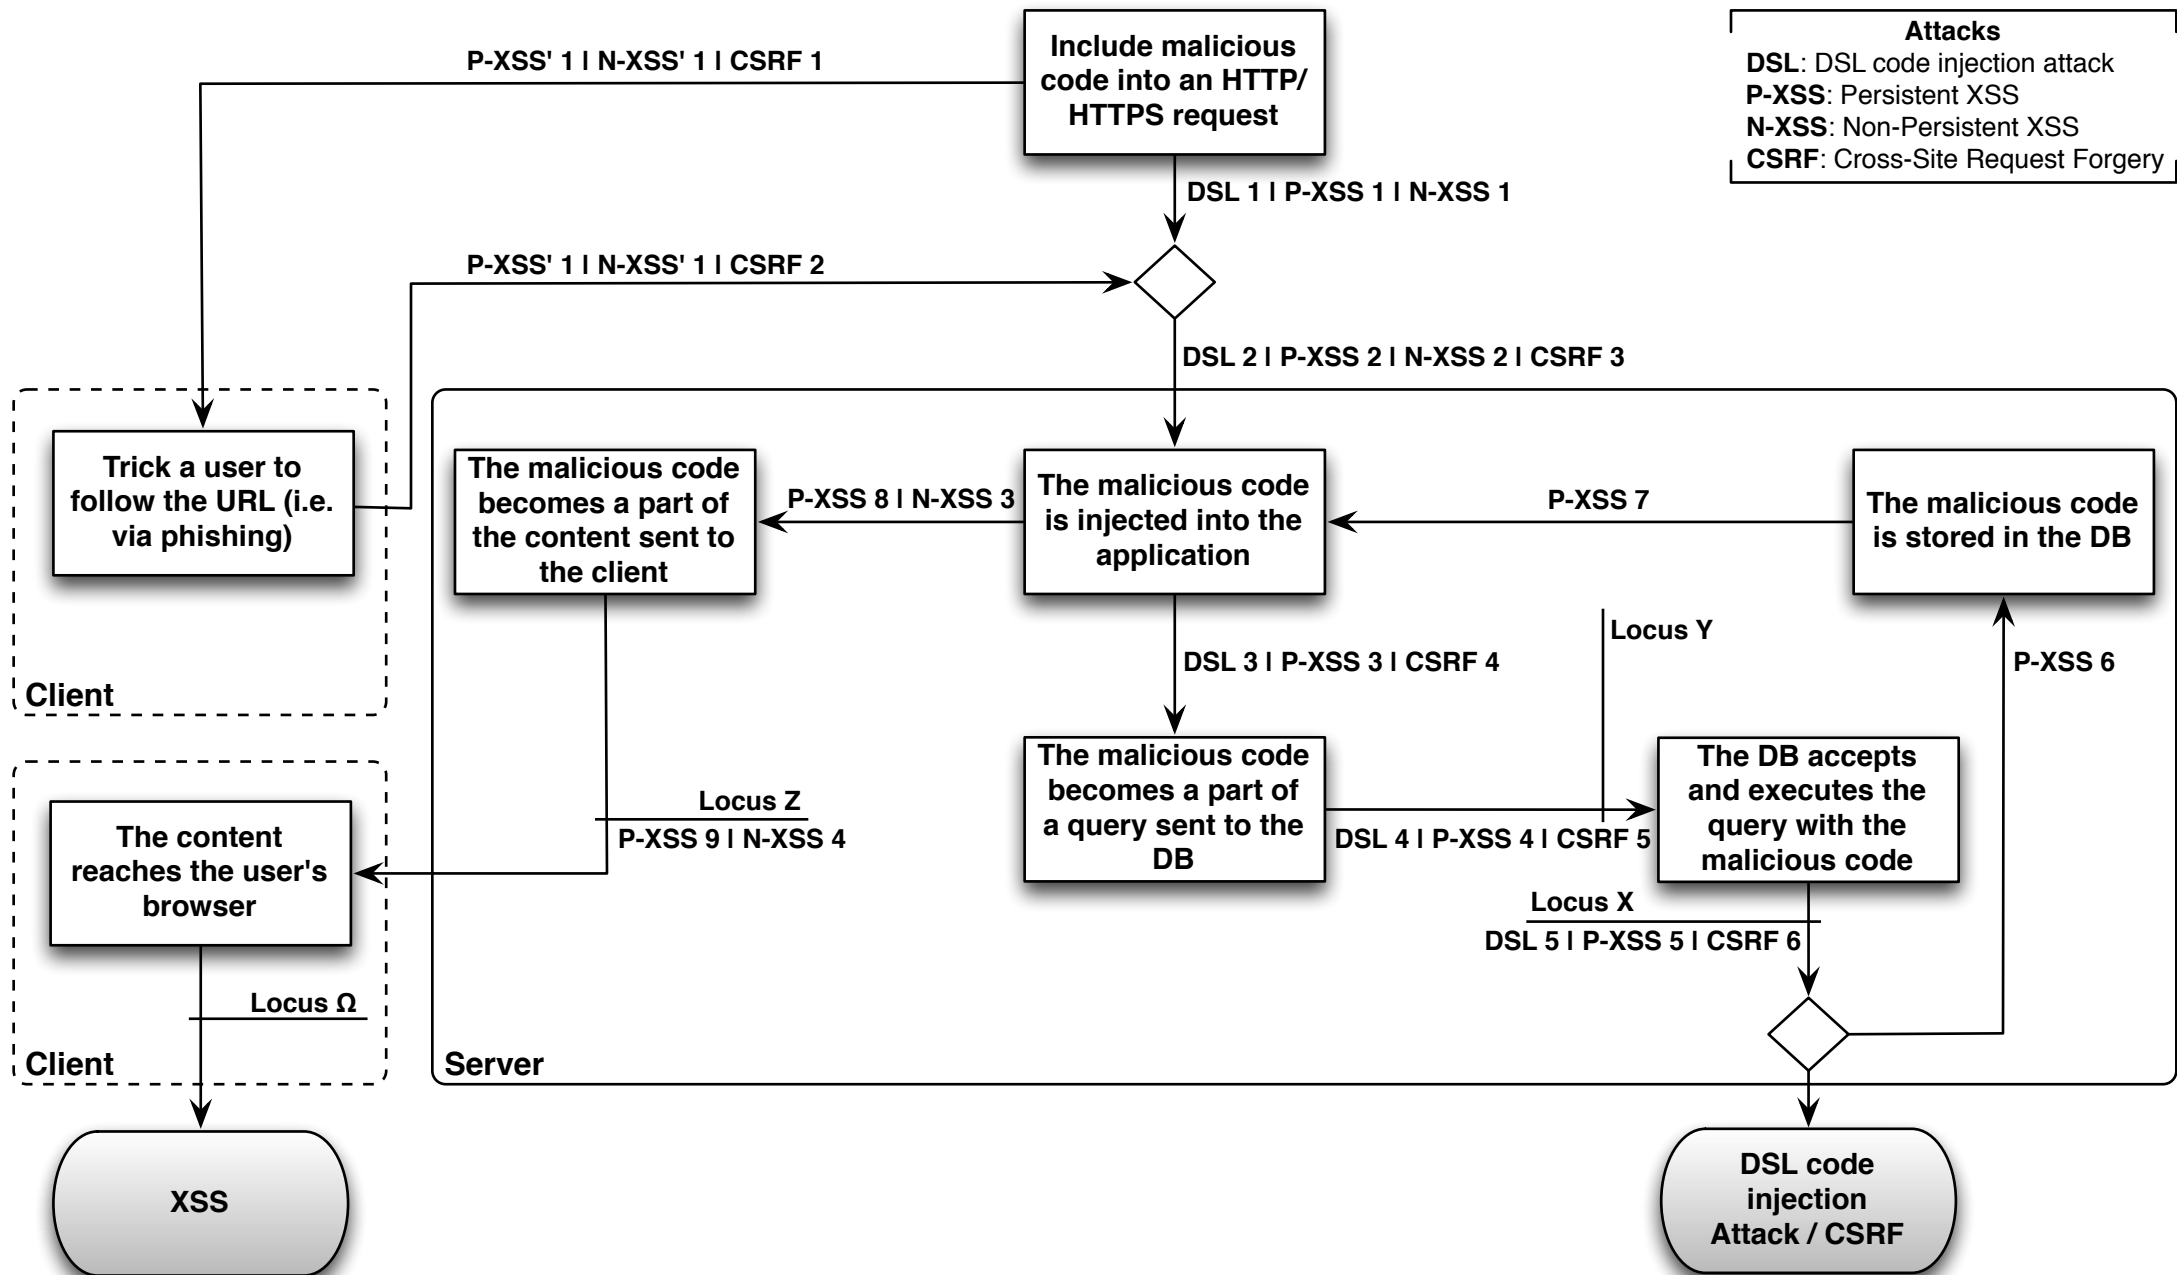 P-XSS' 1 | N-XSS' 1 | CSRF 1
Include malicious
code into an HTTP/
HTTPS request
Attacks
DSL: DSL code injection attack
P-XSS: Persistent XSS
N-XSS: Non-Persistent XSS
CSRF: Cross-Site Request Forgery
DSL 1 | P-XSS 1 | N-XSS 1
P-XSS' 1 | N-XSS' 1 | CSRF 2
DSL 2 | P-XSS 2 | N-XSS 2 | CSRF 3
Trick a user to
follow the URL (i.e.
via phishing)
Client
The malicious code
becomes a part of
the content sent to
the client
P-XSS 8 | N-XSS 3
The malicious code
is injected into the
application
P-XSS 7
The malicious code
is stored in the DB
Locus Y
DSL 3 | P-XSS 3 | CSRF 4
P-XSS 6
The malicious code
becomes a part of
a query sent to the
DB
DSL 4 | P-XSS 4 | CSRF 5
The DB accepts
and executes the
query with the
malicious code
Locus Z
P-XSS 9 | N-XSS 4
The content
reaches the user's
browser
Locus X
DSL 5 | P-XSS 5 | CSRF 6
Locus Ω
Client
Server
XSS
DSL code
injection
Attack / CSRF